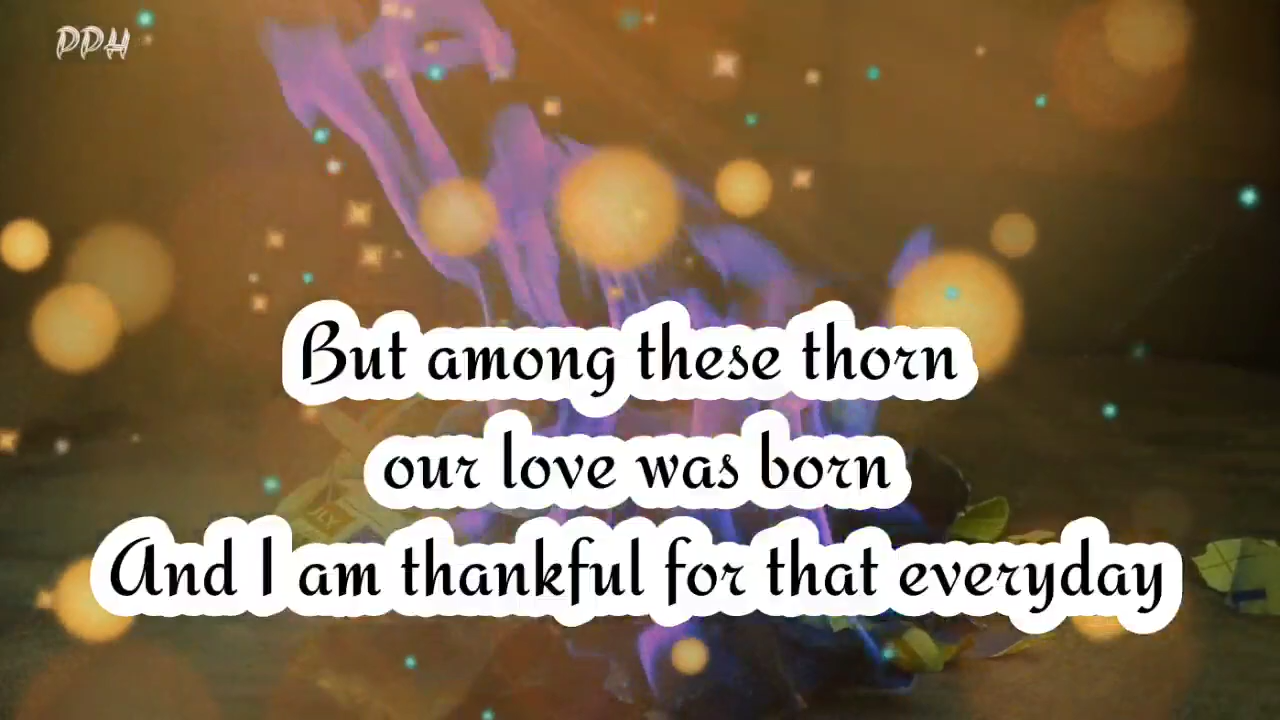 PPH
But among these thorn
our love was born
And I am thankful for that everyday